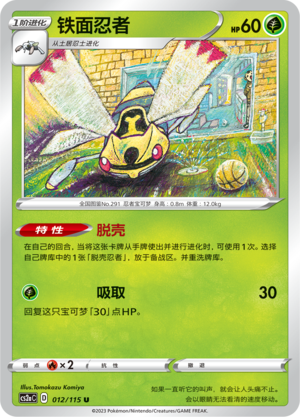 1阶进化
铁面忍者
HP60
从土居忍士进化
全国图鉴No.291 忍者宝可梦 身高：0.8m 体重：12.0kg
特性 脱壳
在自己的回合，当将这张卡牌从手牌使出并进行进化时，可使用1次。选择
自己牌库中的1张「脱壳忍者」，放于备战区。并重洗牌库。
吸取 30
回复这只宝可梦「30」点HP。
弱点 ×2 抗性 撤退
Illus.Tomokazu Komiya
CS3aC D 012/115 U
如果一直听它的叫声，就会让人头痛不止。
会以眼睛无法看清的速度移动。
©2023 Pokémon/Nintendo/Creatures/GAME FREAK.